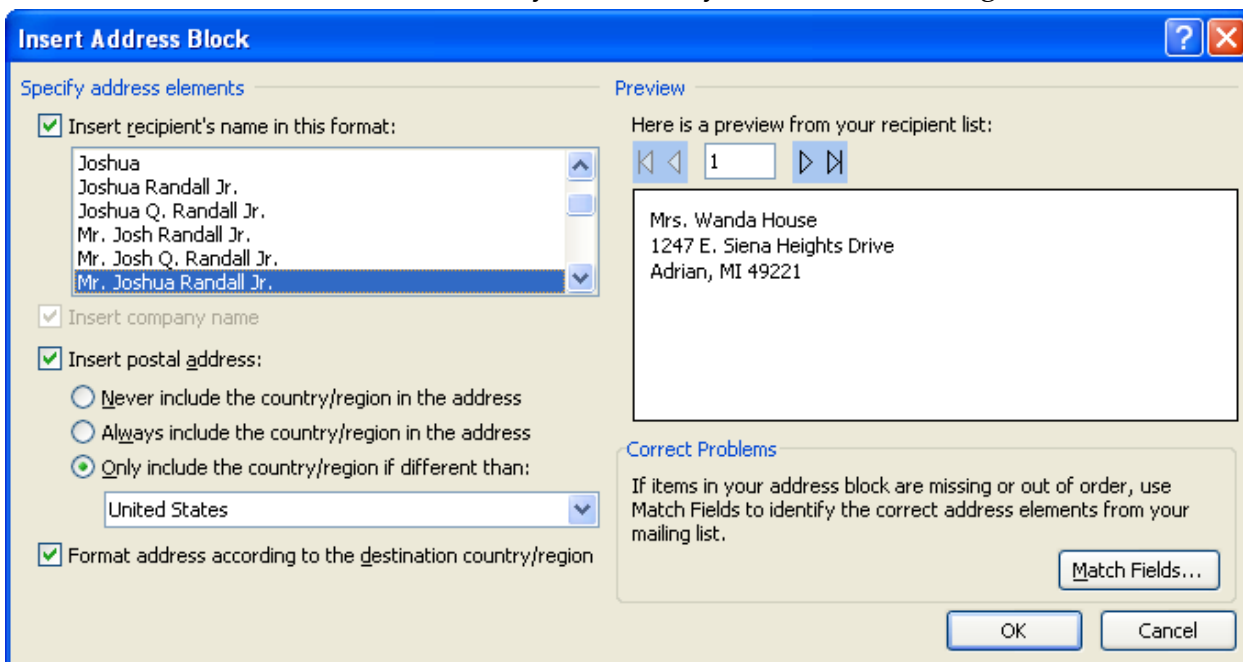 Insert Address Block
Specify address elements
Insert recipient's name in this format:
Joshua
Joshua Randall Jr.
Joshua Q. Randall Jr.
Mr. Josh Randall Jr.
Mr. Josh Q. Randall Jr.
Mr. Joshua Randall Jr.
Insert company name
Insert postal address:
Never include the country/region in the address
Always include the country/region in the address
Only include the country/region if different than:
United States
Format address according to the destination country/region
Preview
Here is a preview from your recipient list:
1
Mrs. Wanda House
1247 E. Siena Heights Drive
Adrian, MI 49221
Correct Problems
If items in your address block are missing or out of order, use
Match Fields to identify the correct address elements from your
mailing list.
Match Fields...
OK
Cancel